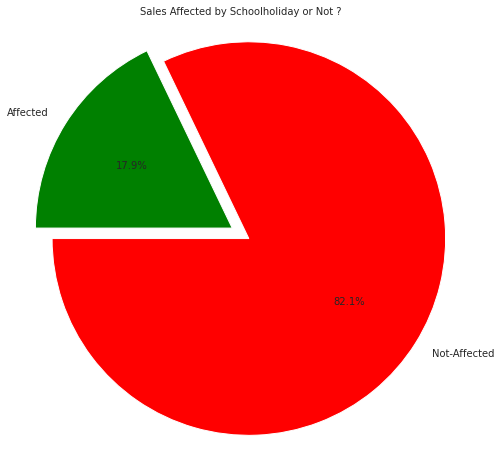 Sales Affected by Schoolholiday or Not ?
Affected
17.9%
82.1%
Not-Affected